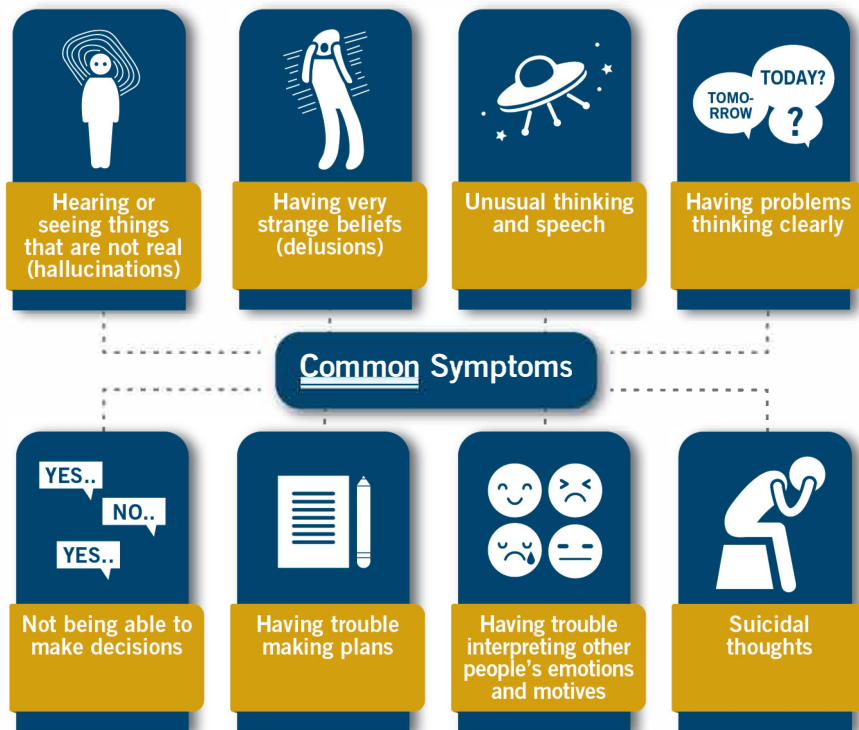 TOMO-
RROW
TODAY?
?
Hearing or
seeing things
that are not real
(hallucinations)
Having very
strange beliefs
(delusions)
Unusual thinking
and speech
Having problems
thinking clearly
Common Symptoms
YES..
NO..
YES..
Not being able to
make decisions
Having trouble
making plans
Having trouble
interpreting other
people's emotions
and motives
Suicidal
thoughts